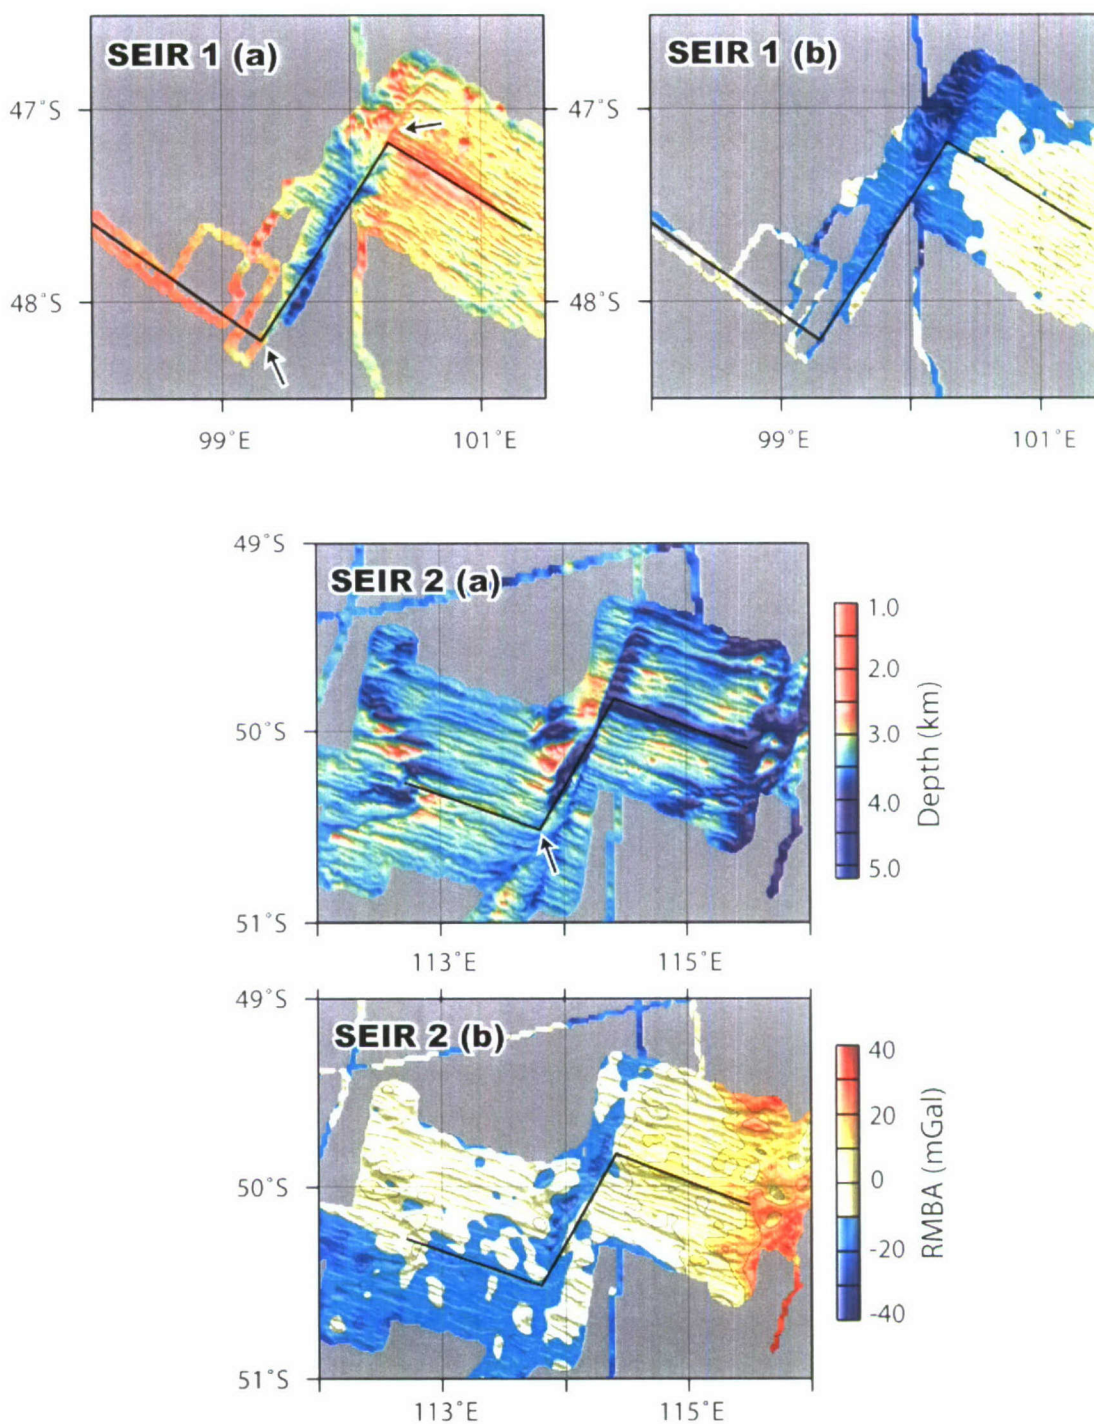 SEIR 1 (a)
SEIR 1 (b)
47°S
47°S
48°S
48°S
99°E
101°E
99°E
101°E
49°S
SEIR 2 (a)
50°S
51°S
113°E
115°E
1.0
2.0
3.0
4.0
5.0
Depth (km)
49°S
SEIR 2 (b)
50°S
51°S
113°E
115°E
40
20
0
-20
-40
RMBA (mGal)